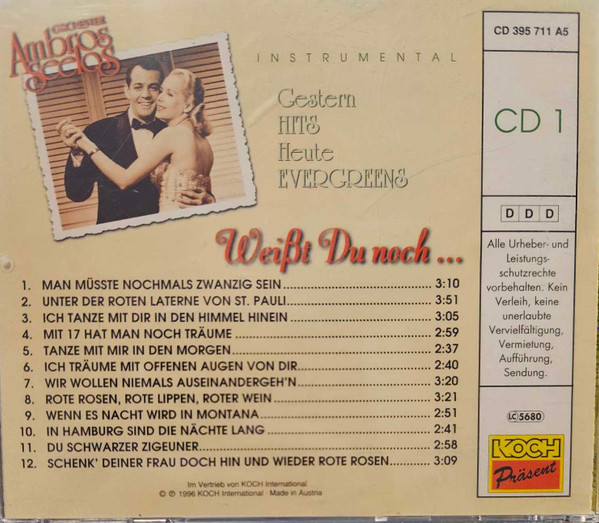 ORCHESTER
Ambros
Seelos
INSTRUMENTAL
Gestern
HITS
Heute
EVERGREENS
Weißt Du noch ...
1. MAN MÜSSTE NOCHMALS ZWANZIG SEIN 3:10
2. UNTER DER ROTEN LATERNE VON ST. PAULI 3:51
3. ICH TANZE MIT DIR IN DEN HIMMEL HINEIN 3:05
4. MIT 17 HAT MAN NOCH TRÄUME 2:59
5. TANZE MIT MIR IN DEN MORGEN 2:37
6. ICH TRÄUME MIT OFFENEN AUGEN VON DIR 2:40
7. WIR WOLLEN NIEMALS AUSEINANDERGEH'N 3:20
8. ROTE ROSEN, ROTE LIPPEN, ROTER WEIN 3:21
9. WENN ES NACHT WIRD IN MONTANA 2:51
10. IN HAMBURG SIND DIE NÄCHTE LANG 2:41
11. DU SCHWARZER ZIGEUNER 2:58
12. SCHENK' DEINER FRAU DOCH HIN UND WIEDER ROTE ROSEN 3:09
Im Vertrieb von KOCH International
© ℗ 1996 KOCH International · Made in Austria
CD 395 711 A5
CD 1
D D D
Alle Urheber- und
Leistungs-
schutzrechte
vorbehalten. Kein
Verleih, keine
unerlaubte
Vervielfältigung,
Vermietung,
Aufführung,
Sendung.
LC 5680
KOCH
Präsent